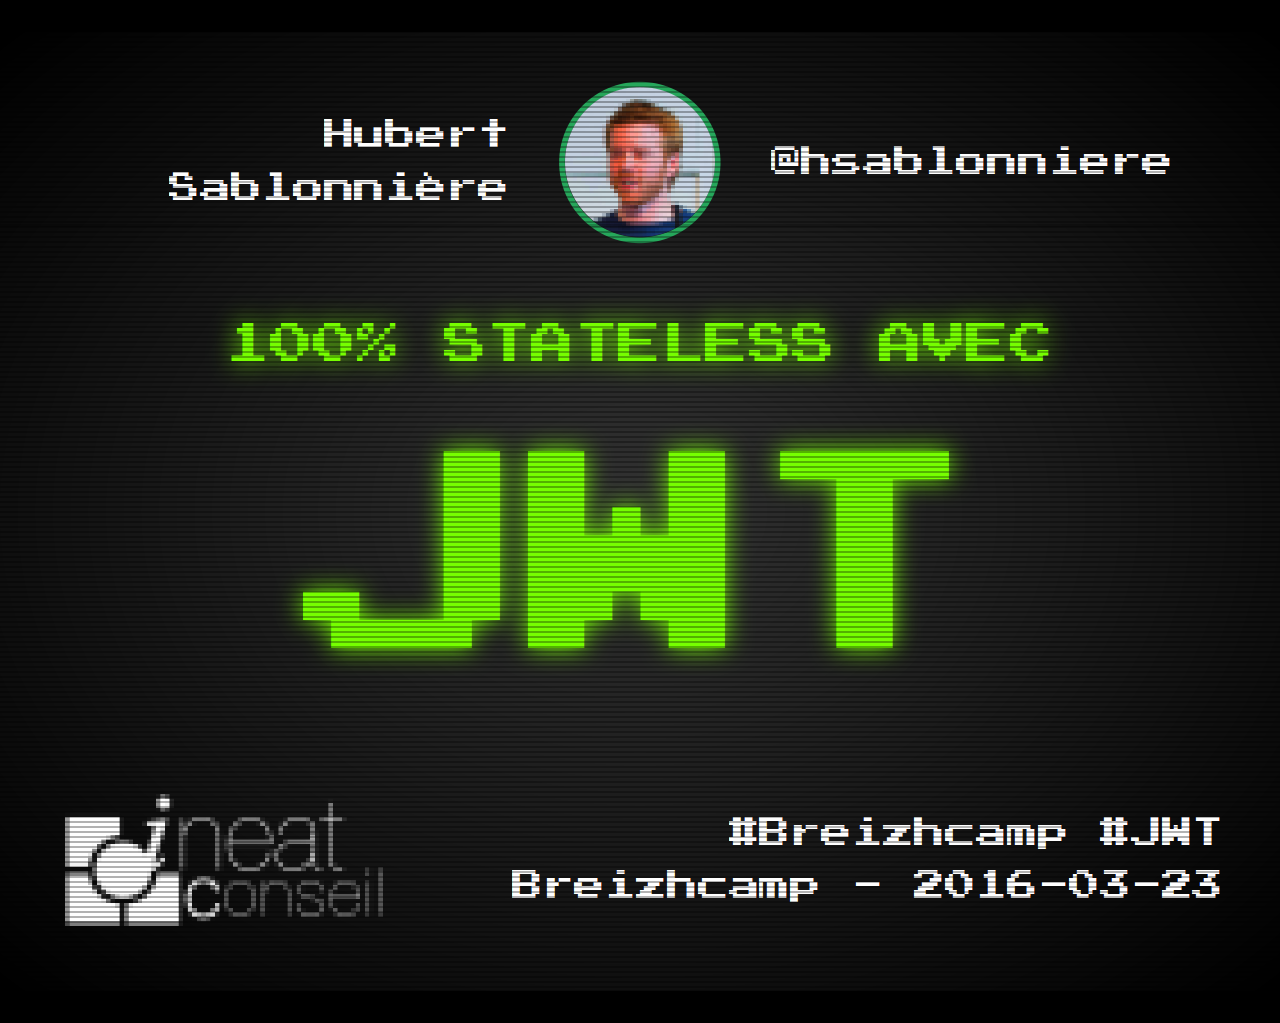 Hubert
Sablonnière
@hsablonniere
100% STATELESS AVEC
JWT
ineat
conseil
#Breizhcamp #JWT
Breizhcamp - 2016-03-23